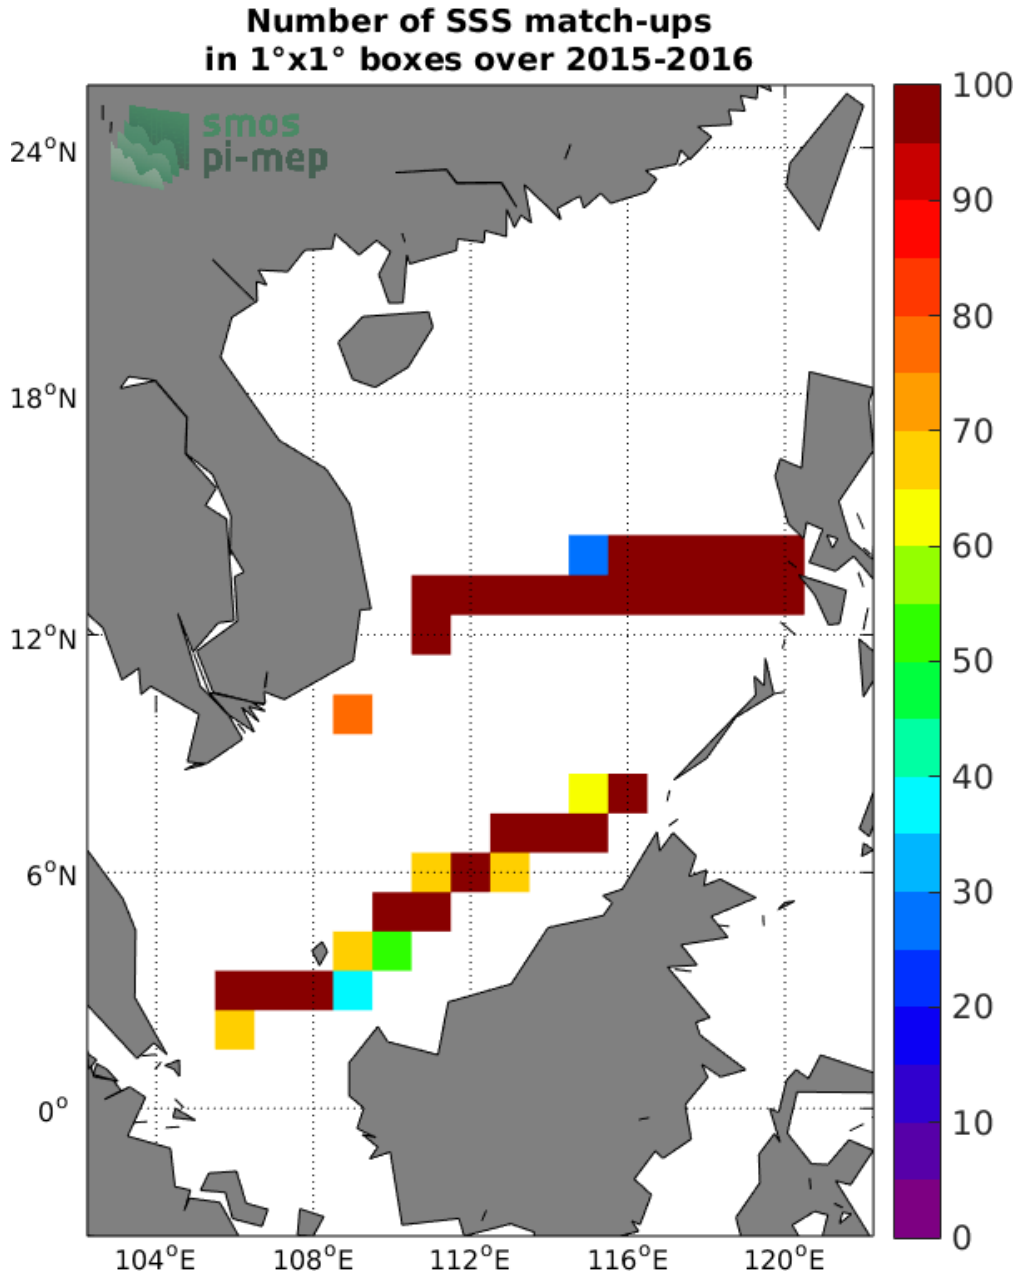 Number of SSS match-ups
in 1°x1° boxes over 2015-2016
smos
pi-mep
24°N
18°N
12°N
6°N
0°
104°E 108°E 112°E 116°E 120°E
100
90
80
70
60
50
40
30
20
10
0